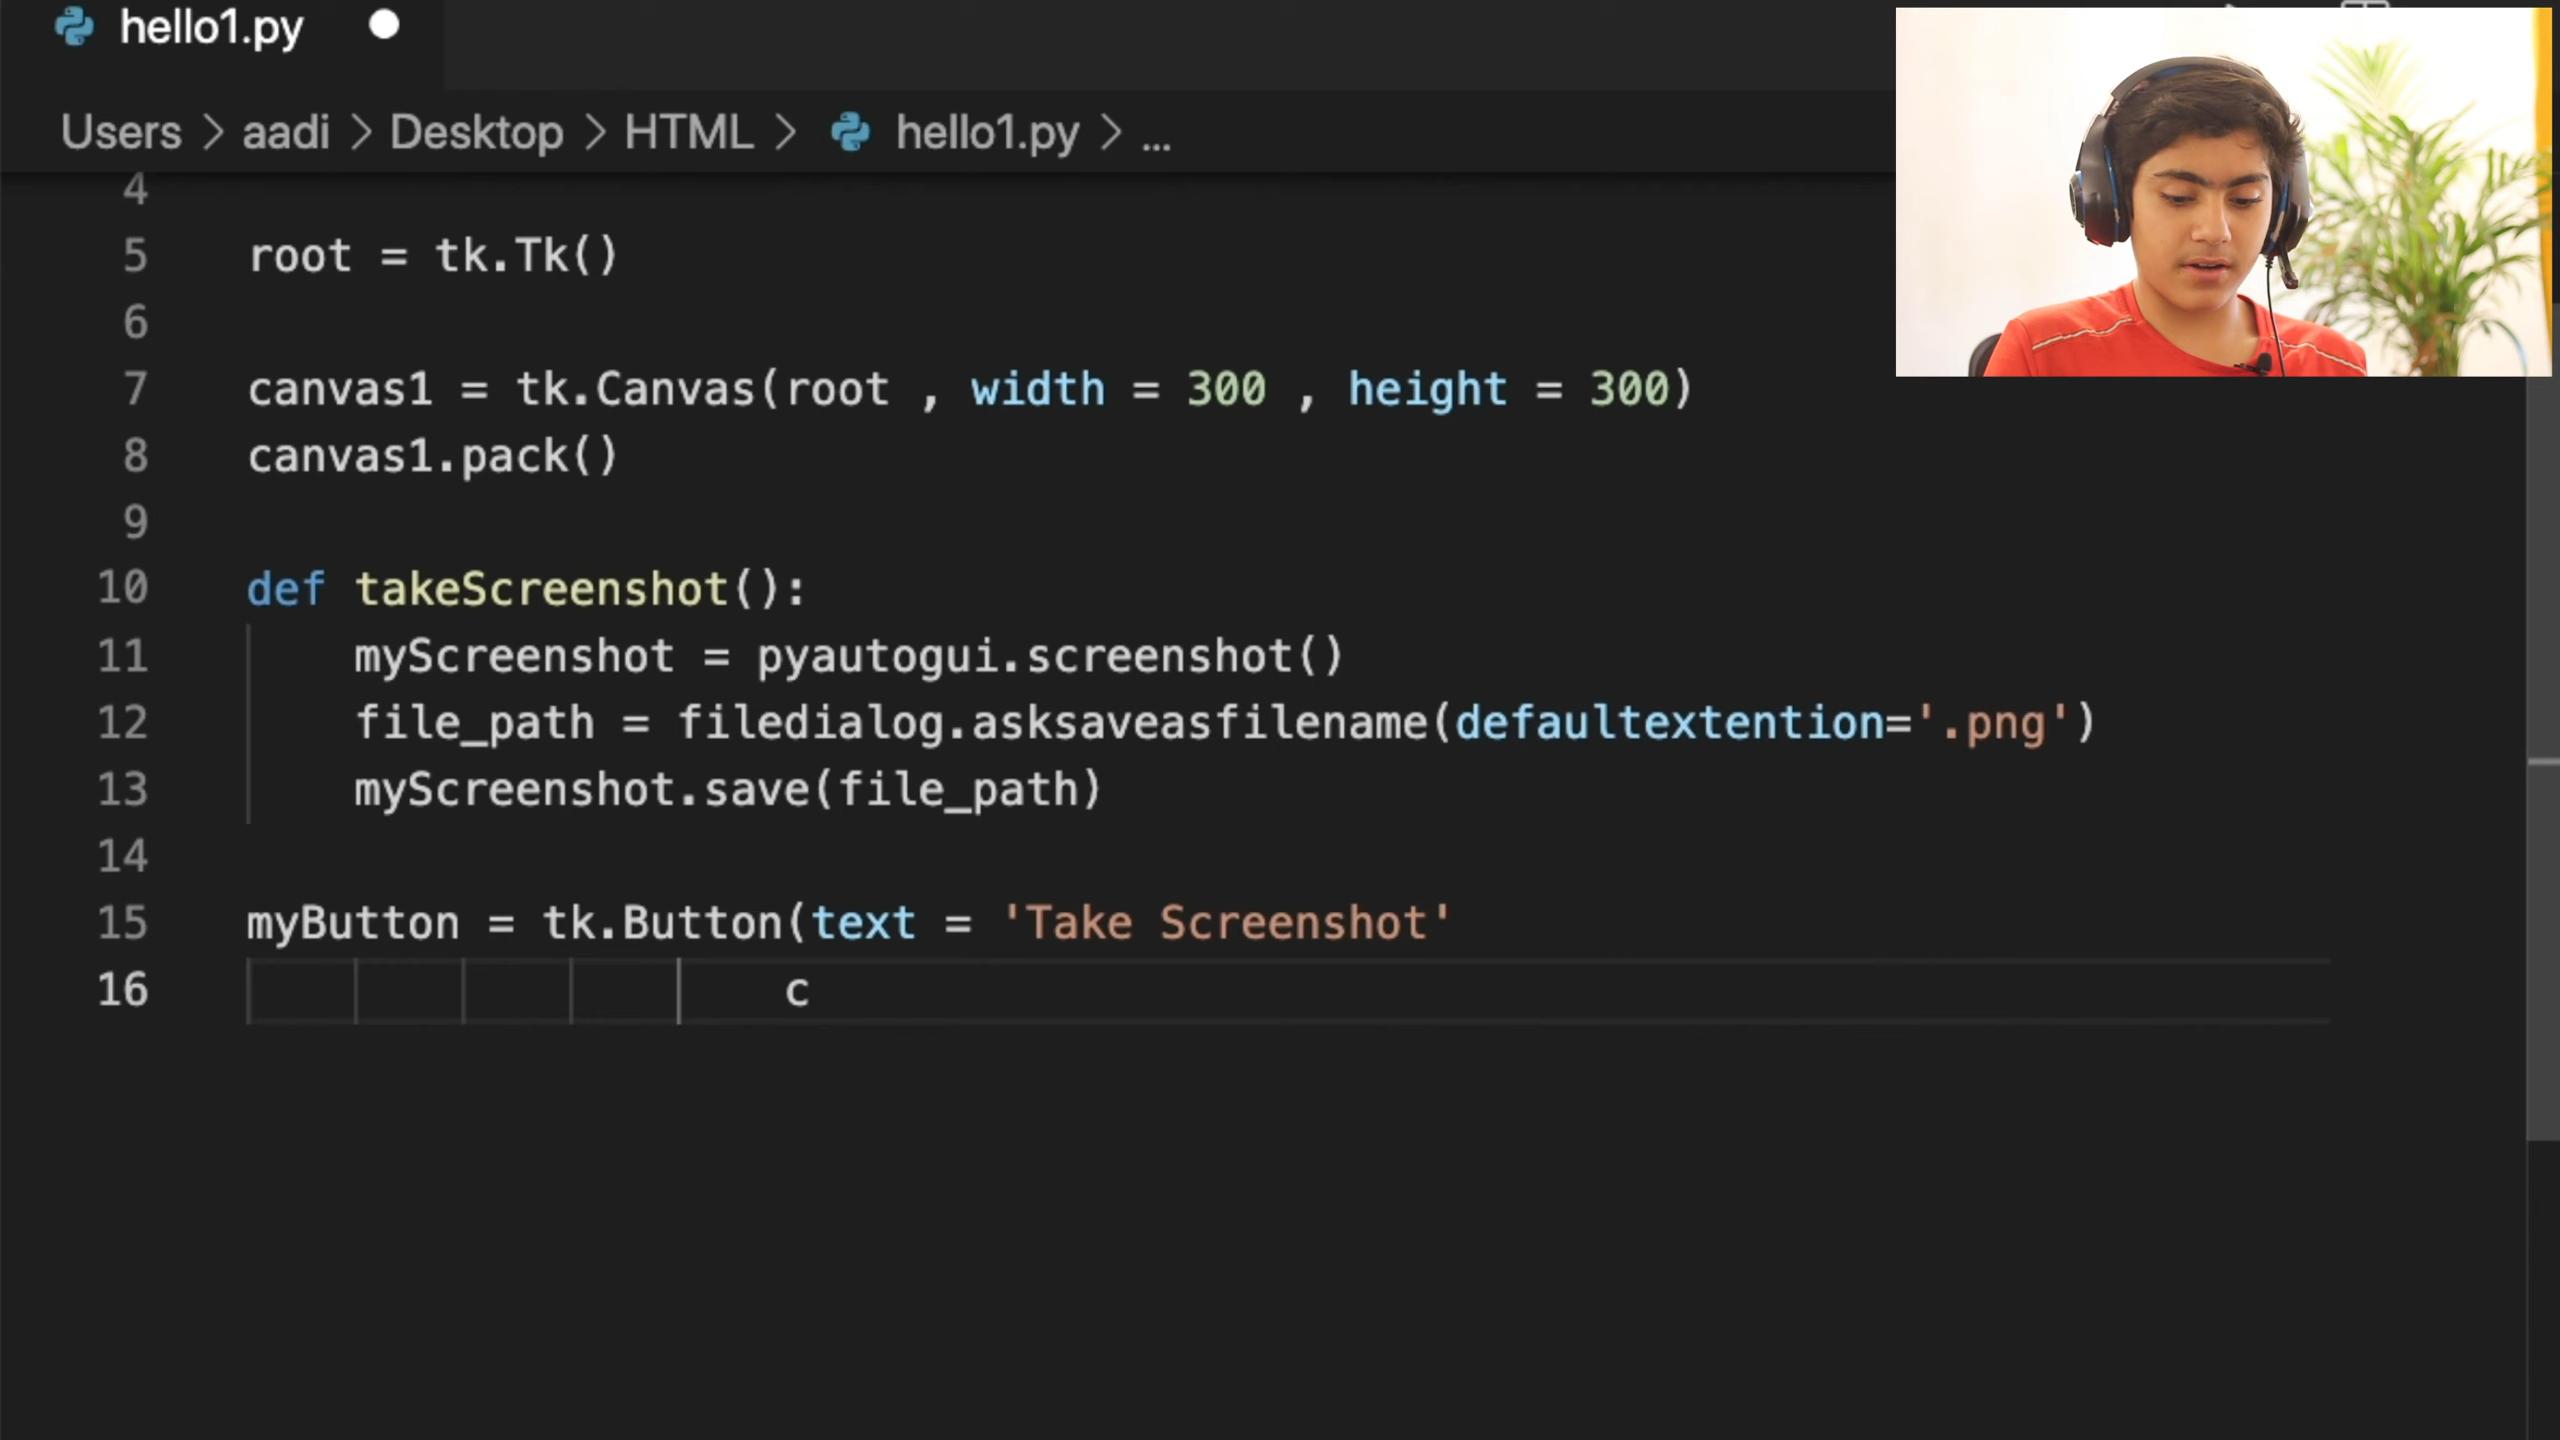 hello1.py
Users > aadi > Desktop > HTML > hello1.py > ...
4
5 root = tk.Tk()
6
7 canvas1 = tk.Canvas(root , width = 300 , height = 300)
8 canvas1.pack()
9
10 def takeScreenshot():
11 myScreenshot = pyautogui.screenshot()
12 file_path = filedialog.asksaveasfilename(defaultextention='.png')
13 myScreenshot.save(file_path)
14
15 myButton = tk.Button(text = 'Take Screenshot'
16 c